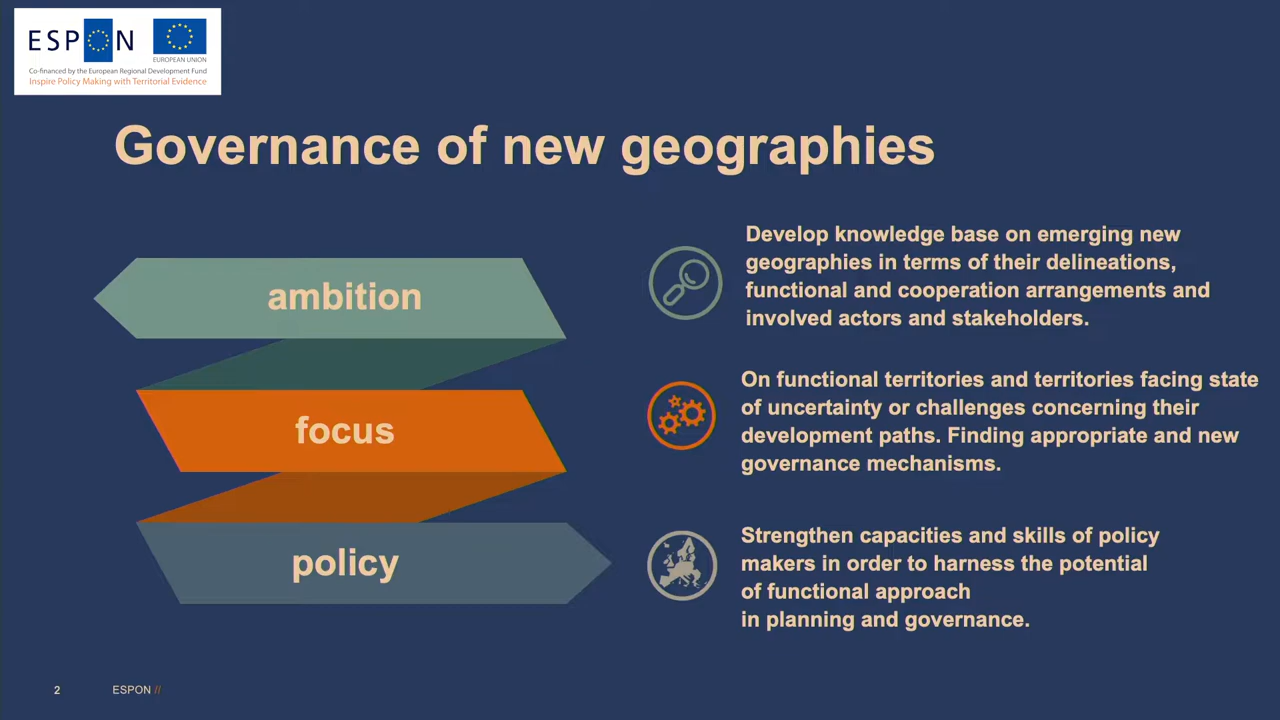 ESPON
EUROPEAN UNION
Co-financed by the European Regional Development Fund
Inspire Policy Making with Territorial Evidence
Governance of new geographies
ambition
Develop knowledge base on emerging new
geographies in terms of their delineations,
functional and cooperation arrangements and
involved actors and stakeholders.
focus
On functional territories and territories facing state
of uncertainty or challenges concerning their
development paths. Finding appropriate and new
governance mechanisms.
policy
Strengthen capacities and skills of policy
makers in order to harness the potential
of functional approach
in planning and governance.
2
ESPON //